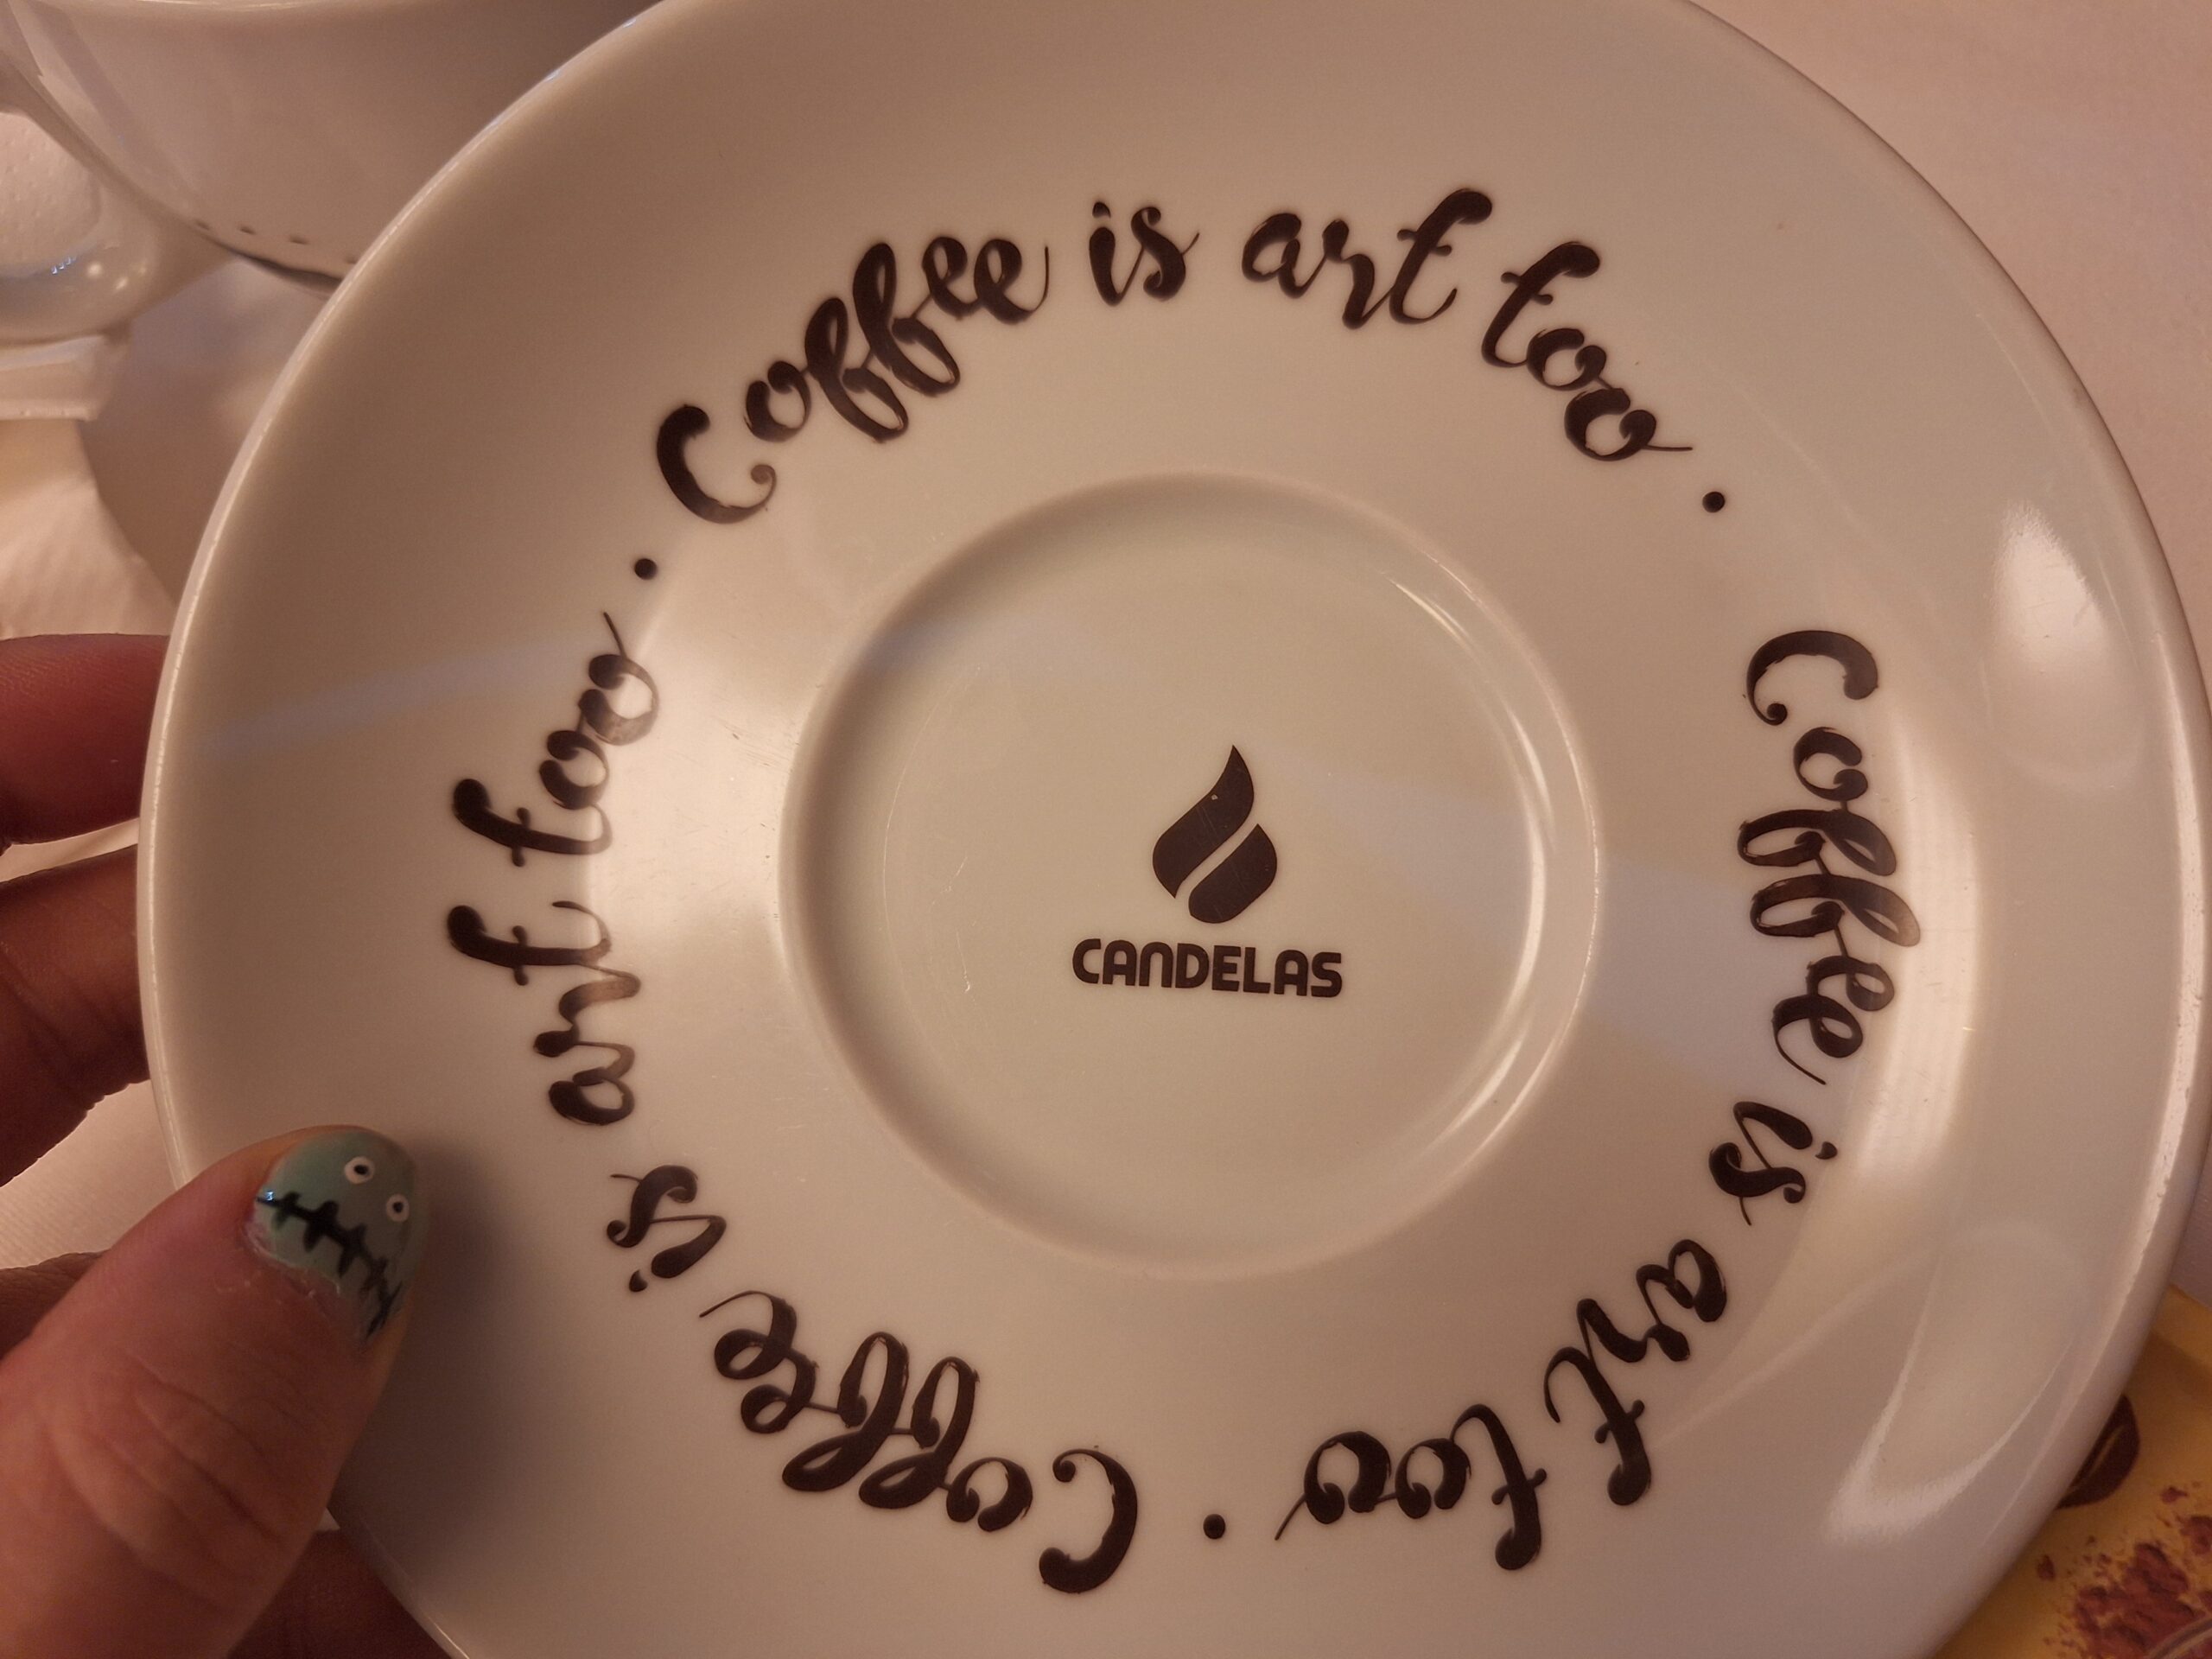 Coffee is art too .
Coffee is art too .
Coffee is art too .
CANDELAS